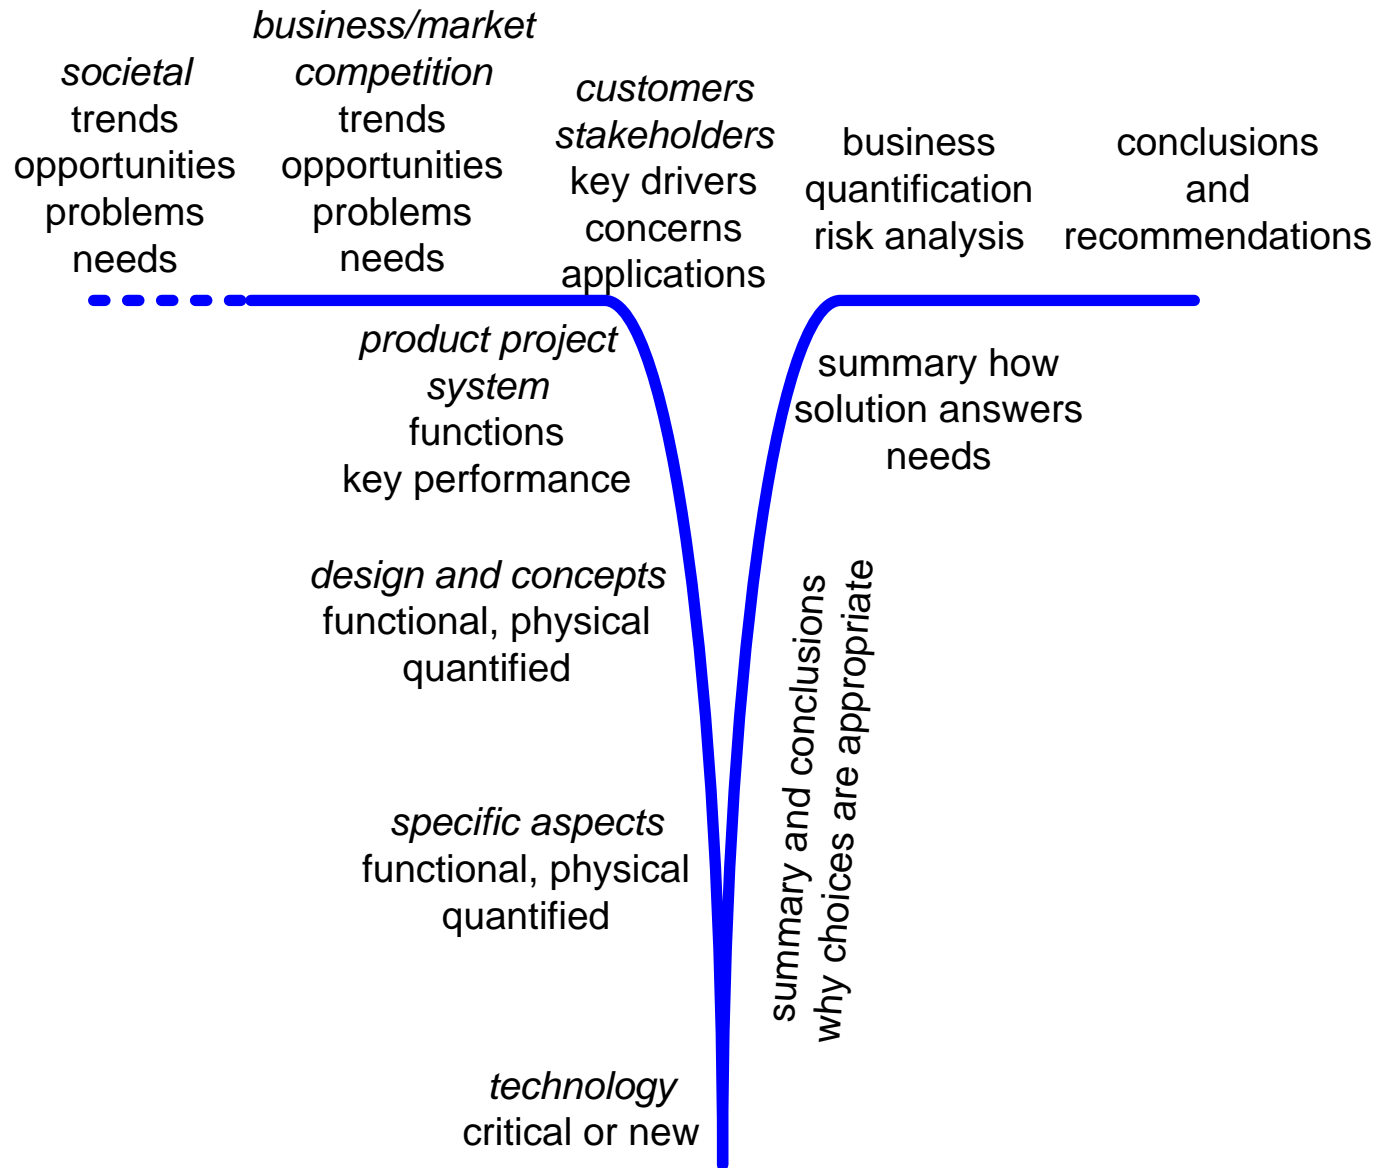 societal
trends
opportunities
problems
needs
business/market
competition
trends
opportunities
problems
needs
customers
stakeholders
key drivers
concerns
applications
business
quantification
risk analysis
conclusions
and
recommendations
product project
system
functions
key performance
summary how
solution answers
needs
design and concepts
functional, physical
quantified
specific aspects
functional, physical
quantified
summary and conclusions
why choices are appropriate
technology
critical or new